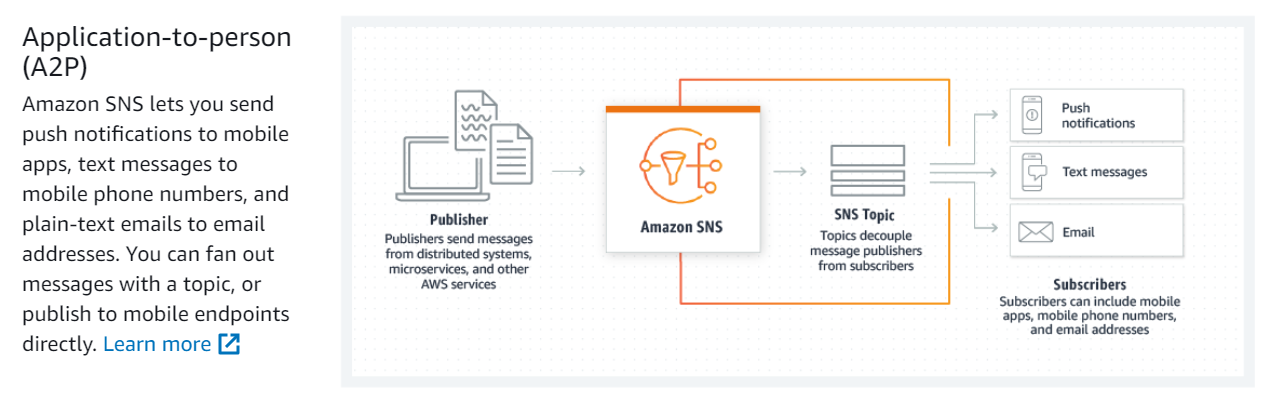 Application-to-person
(A2P)
Amazon SNS lets you send
push notifications to mobile
apps, text messages to
mobile phone numbers, and
plain-text emails to email
addresses. You can fan out
messages with a topic, or
publish to mobile endpoints
directly. Learn more
Publisher
Publishers send messages
from distributed systems,
microservices, and other
AWS services
Amazon SNS
SNS Topic
Topics decouple
message publishers
from subscribers
Push
notifications
Text messages
Email
Subscribers
Subscribers can include mobile
apps, mobile phone numbers,
and email addresses